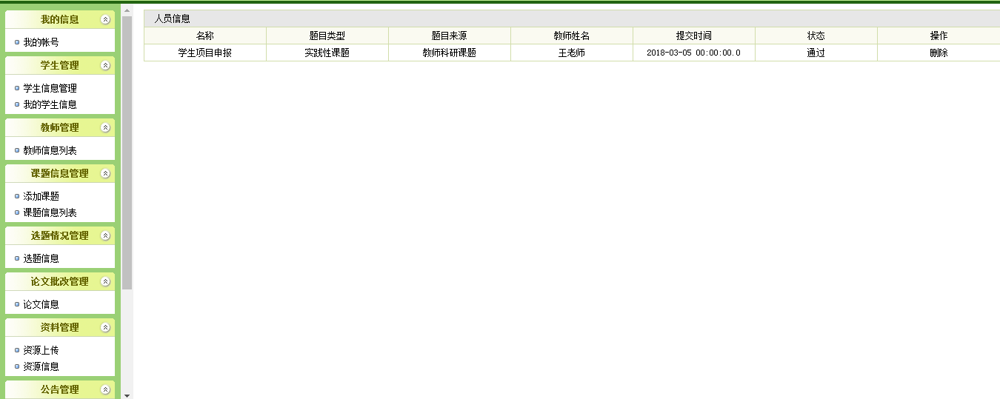 我的信息
我的帐号
学生管理
学生信息管理
我的学生信息
教师管理
教师信息列表
课题信息管理
添加课题
课题信息列表
选题情况管理
选题信息
论文批改管理
论文信息
资料管理
资源上传
资源信息
公告管理
人员信息
名称 题目类型 题目来源 教师姓名 提交时间 状态 操作
学生项目申报 实践性课题 教师科研课题 王老师 2018-03-05 00:00:00.0 通过 删除